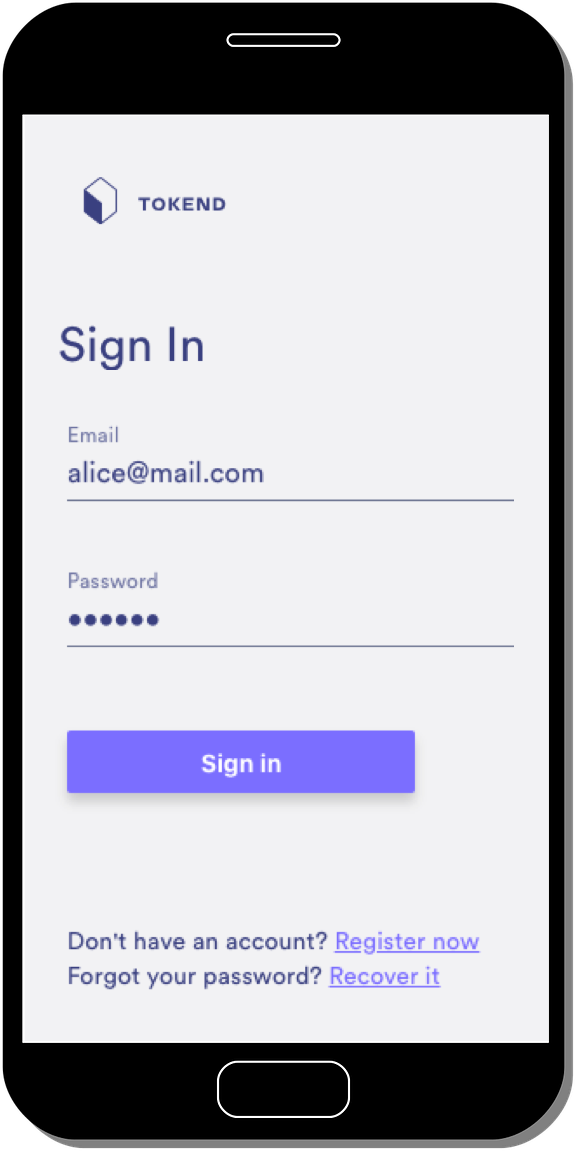 TOKEND
Sign In
Email
alice@mail.com
Password
••••••
Sign in
Don't have an account? Register now
Forgot your password? Recover it